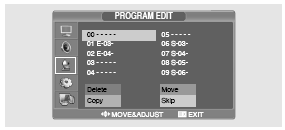 PROGRAM EDIT
00 - - - - -
01 E-03-
02 E-04-
03 - - - - -
04 - - - - -
05 - - - - -
06 S-03-
07 S-04-
08 S-05-
09 S-06-
Delete Move
Copy Skip
MOVE&ADJUST EXIT